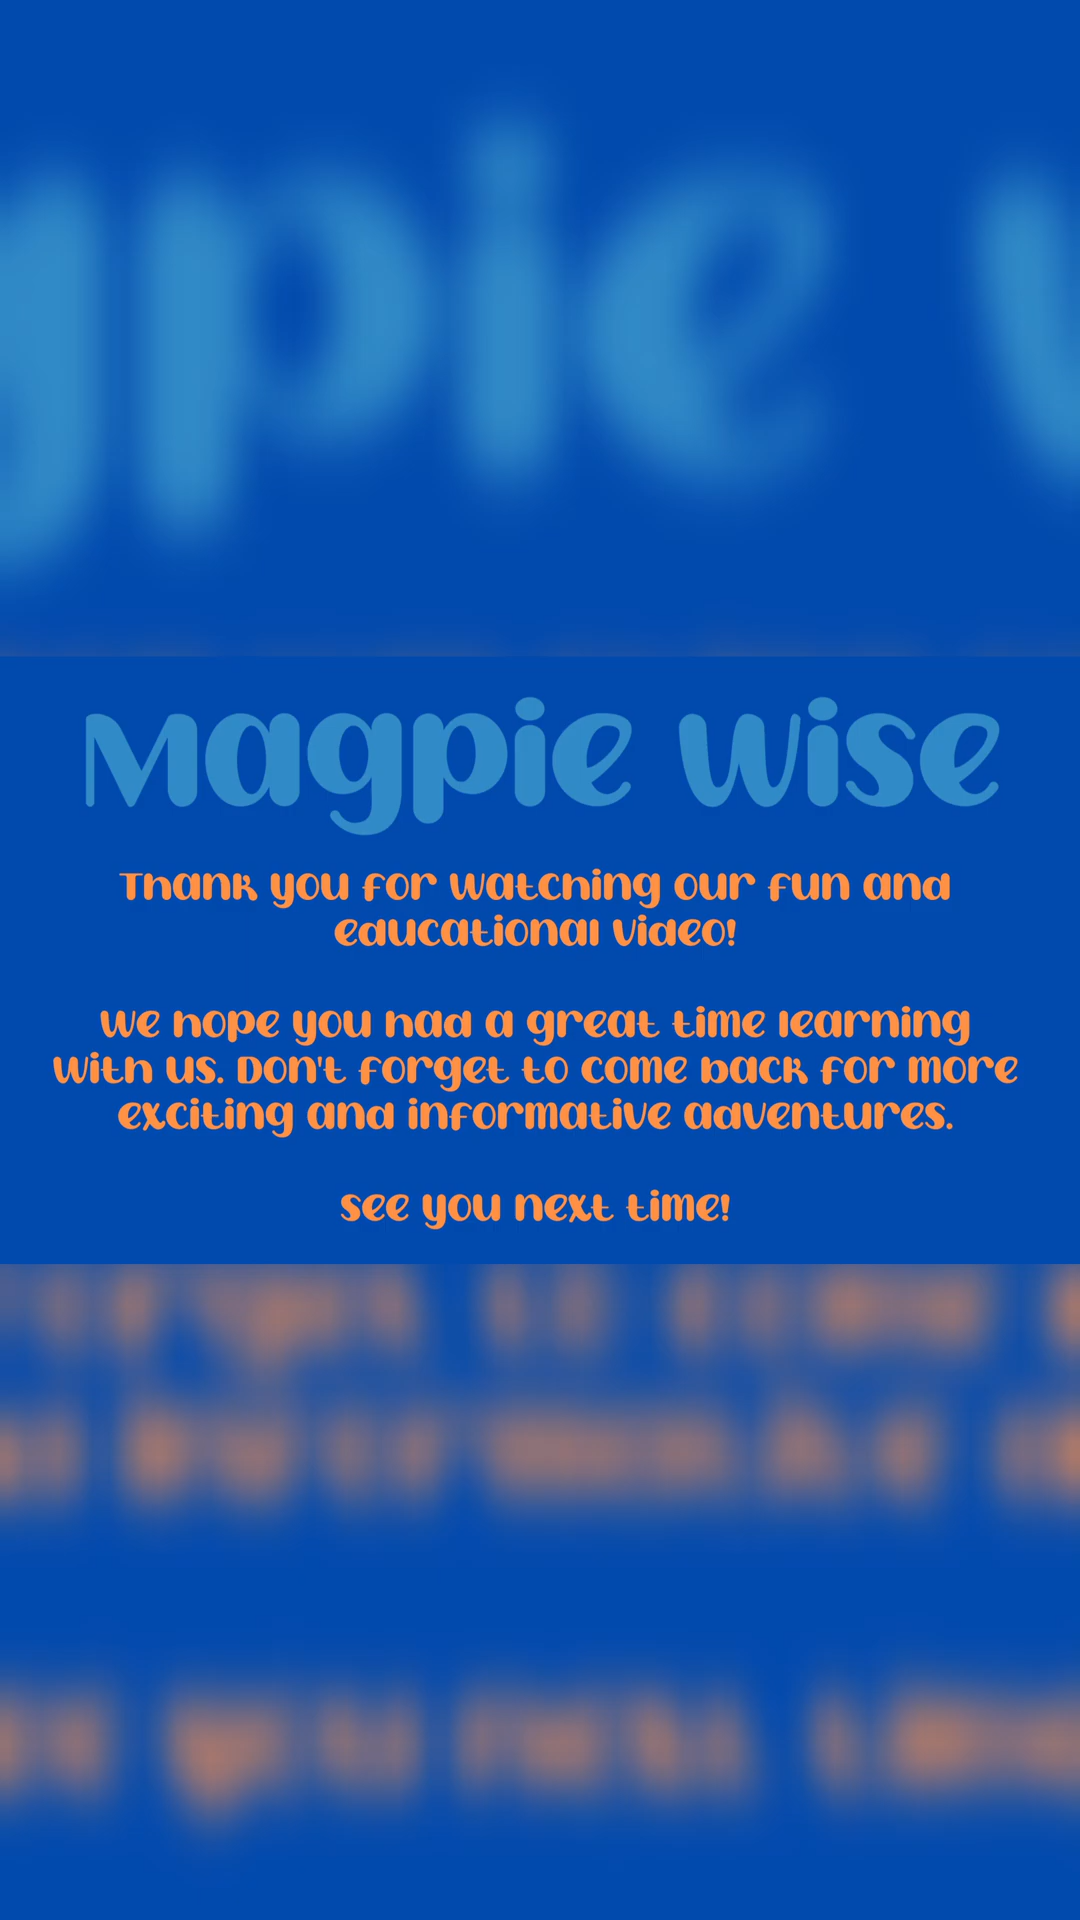 Magpie Wise
Thank you for watching our fun and
educational video!
We hope you had a great time learning
with us. Don't forget to come back for more
exciting and informative adventures.
See you next time!